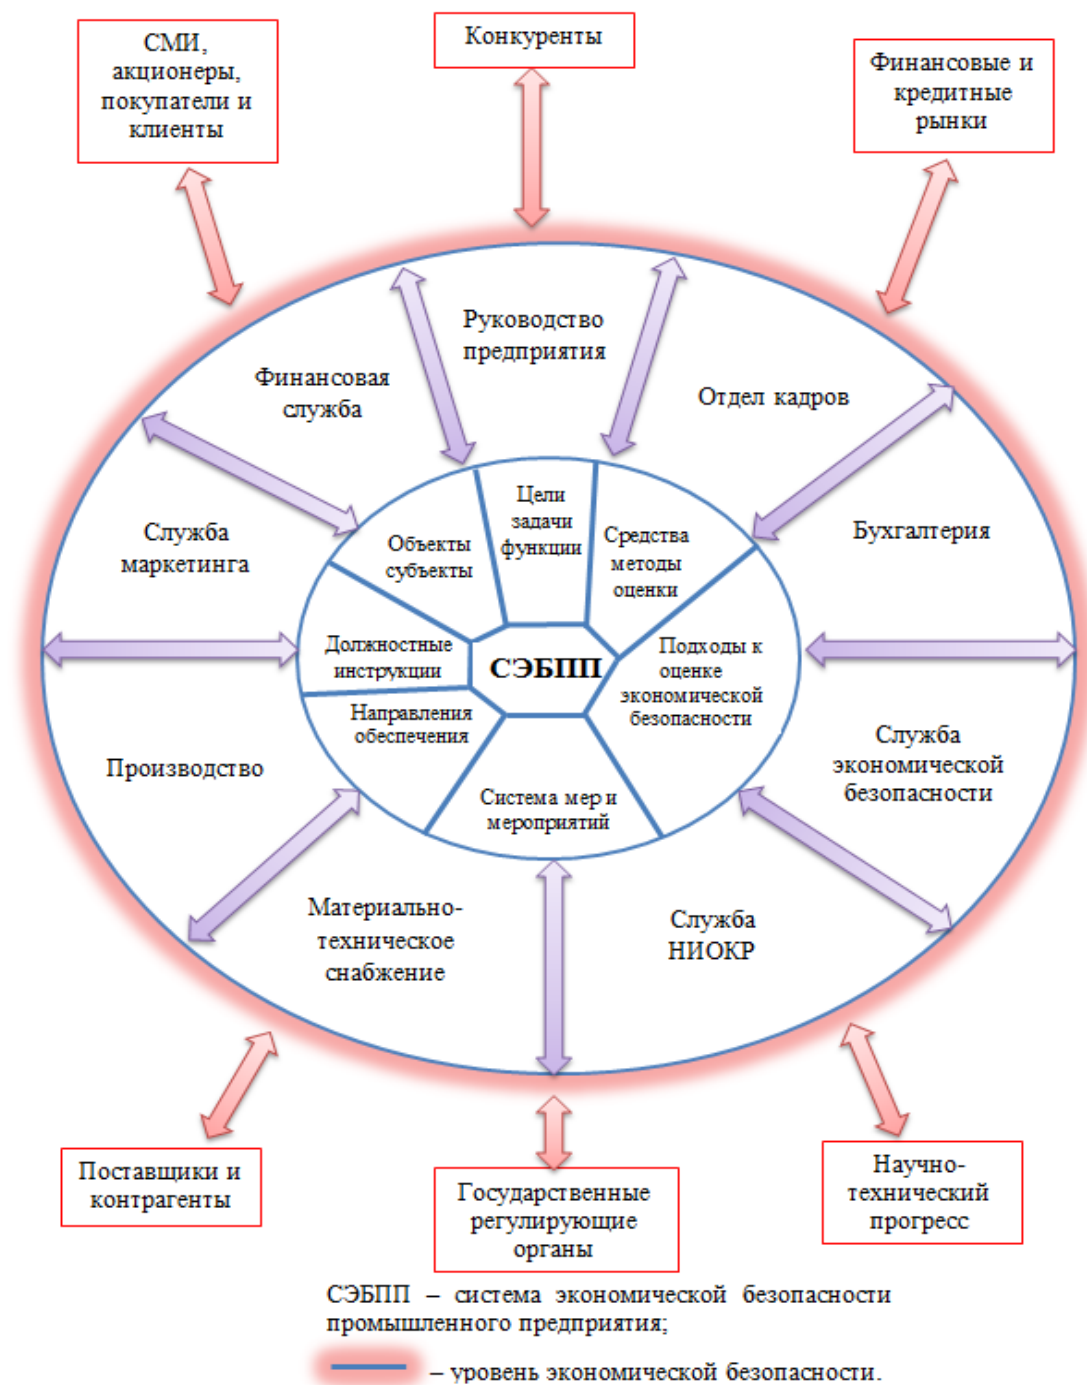 СМИ,
акционеры,
покупатели и
клиенты
Конкуренты
Финансовые и
кредитные
рынки
Руководство
предприятия
Финансовая
служба
Отдел кадров
Служба
маркетинга
Бухгалтерия
Цели
задачи
функции
Объекты
субъекты
Средства
методы
оценки
Должностные
инструкции
СЭБПП
Подходы к
оценке
экономической
безопасности
Направления
обеспечения
Система мер и
мероприятий
Производство
Служба
экономической
безопасности
Материально-
техническое
снабжение
Служба
НИОКР
Поставщики и
контрагенты
Государственные
регулирующие
органы
Научно-
технический
прогресс
СЭБПП – система экономической безопасности
промышленного предприятия;
– уровень экономической безопасности.